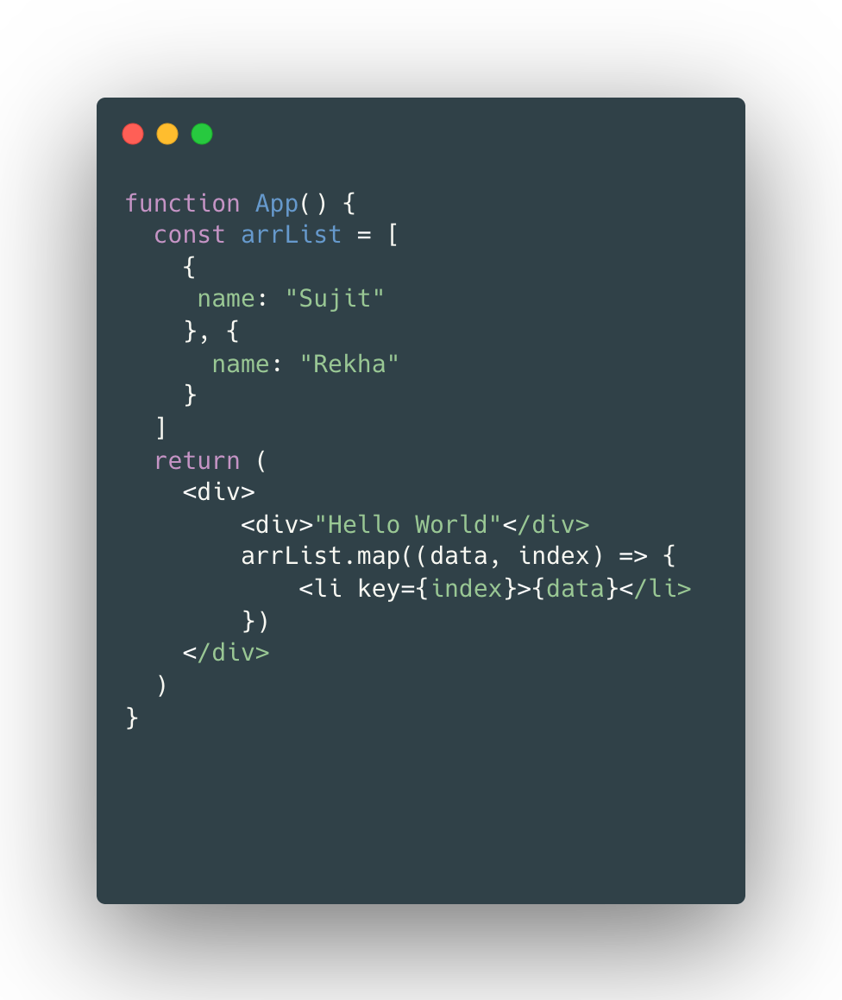 function App() {
  const arrList = [
    {
     name: "Sujit"
    }, {
      name: "Rekha"
    }
  ]
  return (
    <div>
        <div>"Hello World"</div>
        arrList.map((data, index) => {
            <li key={index}>{data}</li>
        })
    </div>
  )
}